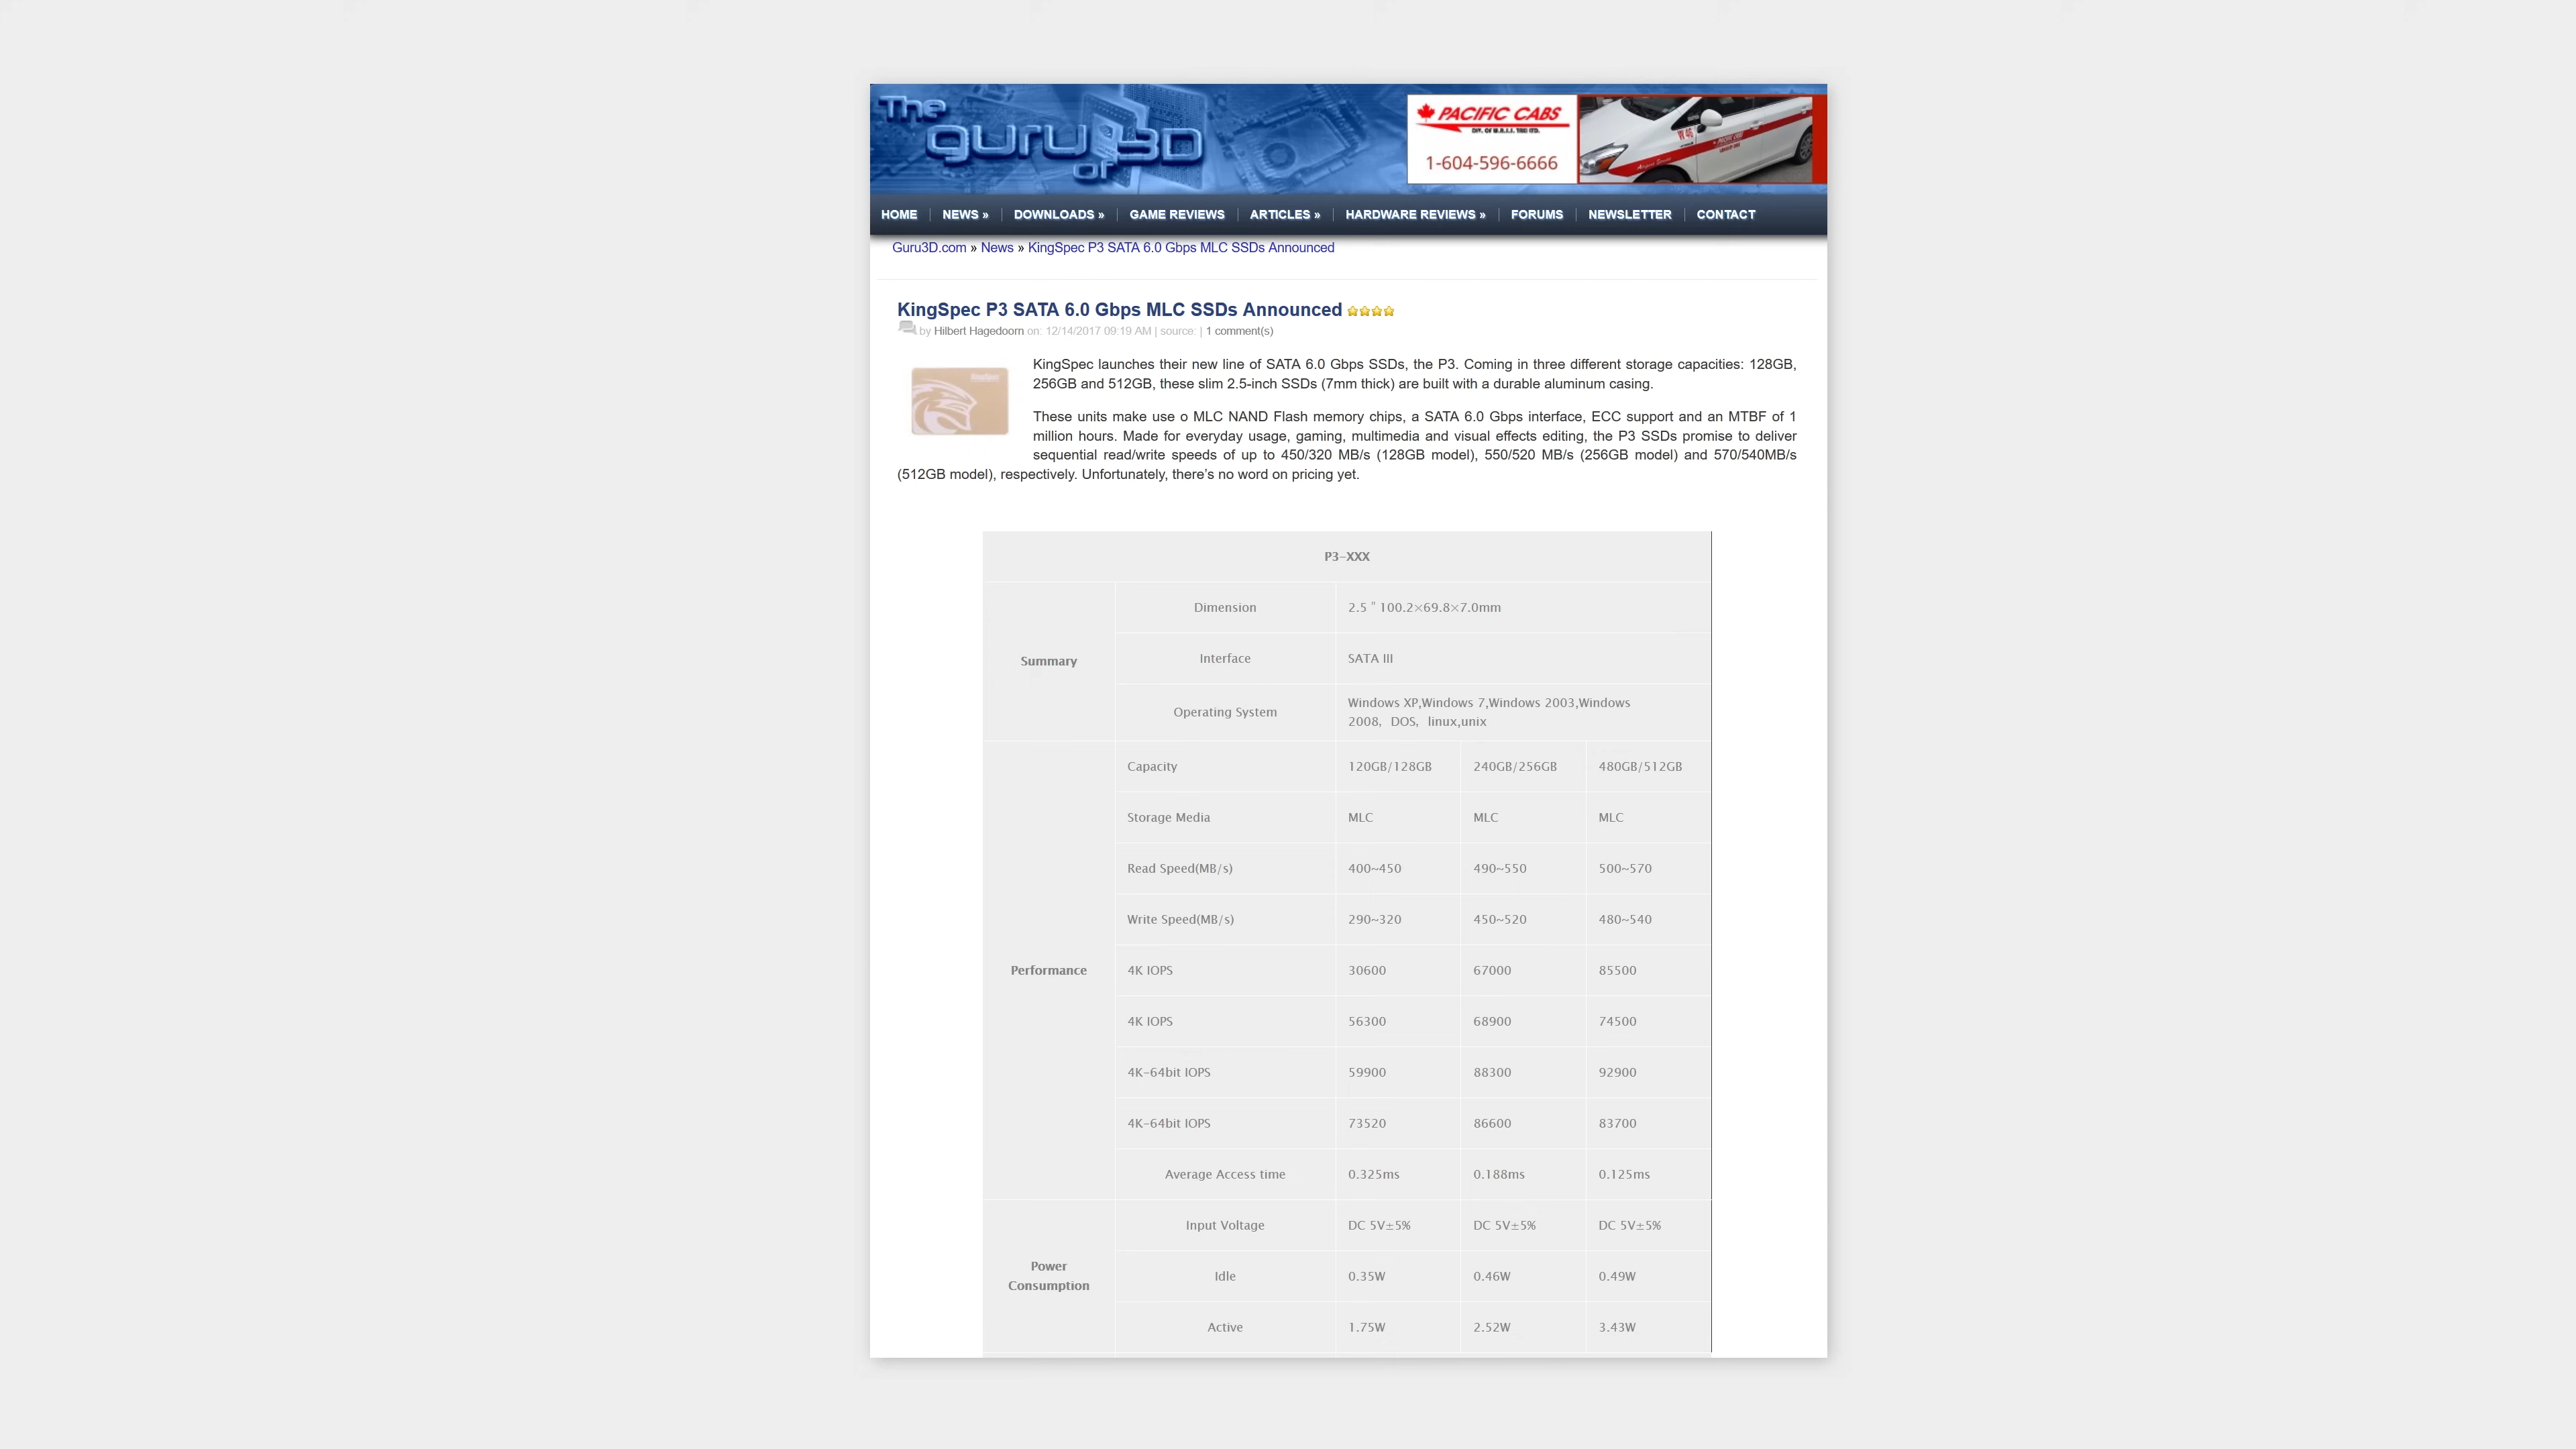 The guru of 3D
PACIFIC CABS
1-604-596-6666
W 46
HOME NEWS » DOWNLOADS » GAME REVIEWS ARTICLES » HARDWARE REVIEWS » FORUMS NEWSLETTER CONTACT
Guru3D.com » News » KingSpec P3 SATA 6.0 Gbps MLC SSDs Announced
KingSpec P3 SATA 6.0 Gbps MLC SSDs Announced
by Hilbert Hagedoorn on: 12/14/2017 09:19 AM | source: | 1 comment(s)
KingSpec launches their new line of SATA 6.0 Gbps SSDs, the P3. Coming in three different storage capacities: 128GB,
256GB and 512GB, these slim 2.5-inch SSDs (7mm thick) are built with a durable aluminum casing.
These units make use o MLC NAND Flash memory chips, a SATA 6.0 Gbps interface, ECC support and an MTBF of 1
million hours. Made for everyday usage, gaming, multimedia and visual effects editing, the P3 SSDs promise to deliver
sequential read/write speeds of up to 450/320 MB/s (128GB model), 550/520 MB/s (256GB model) and 570/540MB/s
(512GB model), respectively. Unfortunately, there’s no word on pricing yet.
P3-XXX
Summary
Dimension 2.5 " 100.2×69.8×7.0mm
Interface SATA III
Operating System Windows XP,Windows 7,Windows 2003,Windows
2008, DOS, linux,unix
Performance
Capacity 120GB/128GB 240GB/256GB 480GB/512GB
Storage Media MLC MLC MLC
Read Speed(MB/s) 400~450 490~550 500~570
Write Speed(MB/s) 290~320 450~520 480~540
4K IOPS 30600 67000 85500
4K IOPS 56300 68900 74500
4K-64bit IOPS 59900 88300 92900
4K-64bit IOPS 73520 86600 83700
Average Access time 0.325ms 0.188ms 0.125ms
Power
Consumption
Input Voltage DC 5V±5% DC 5V±5% DC 5V±5%
Idle 0.35W 0.46W 0.49W
Active 1.75W 2.52W 3.43W